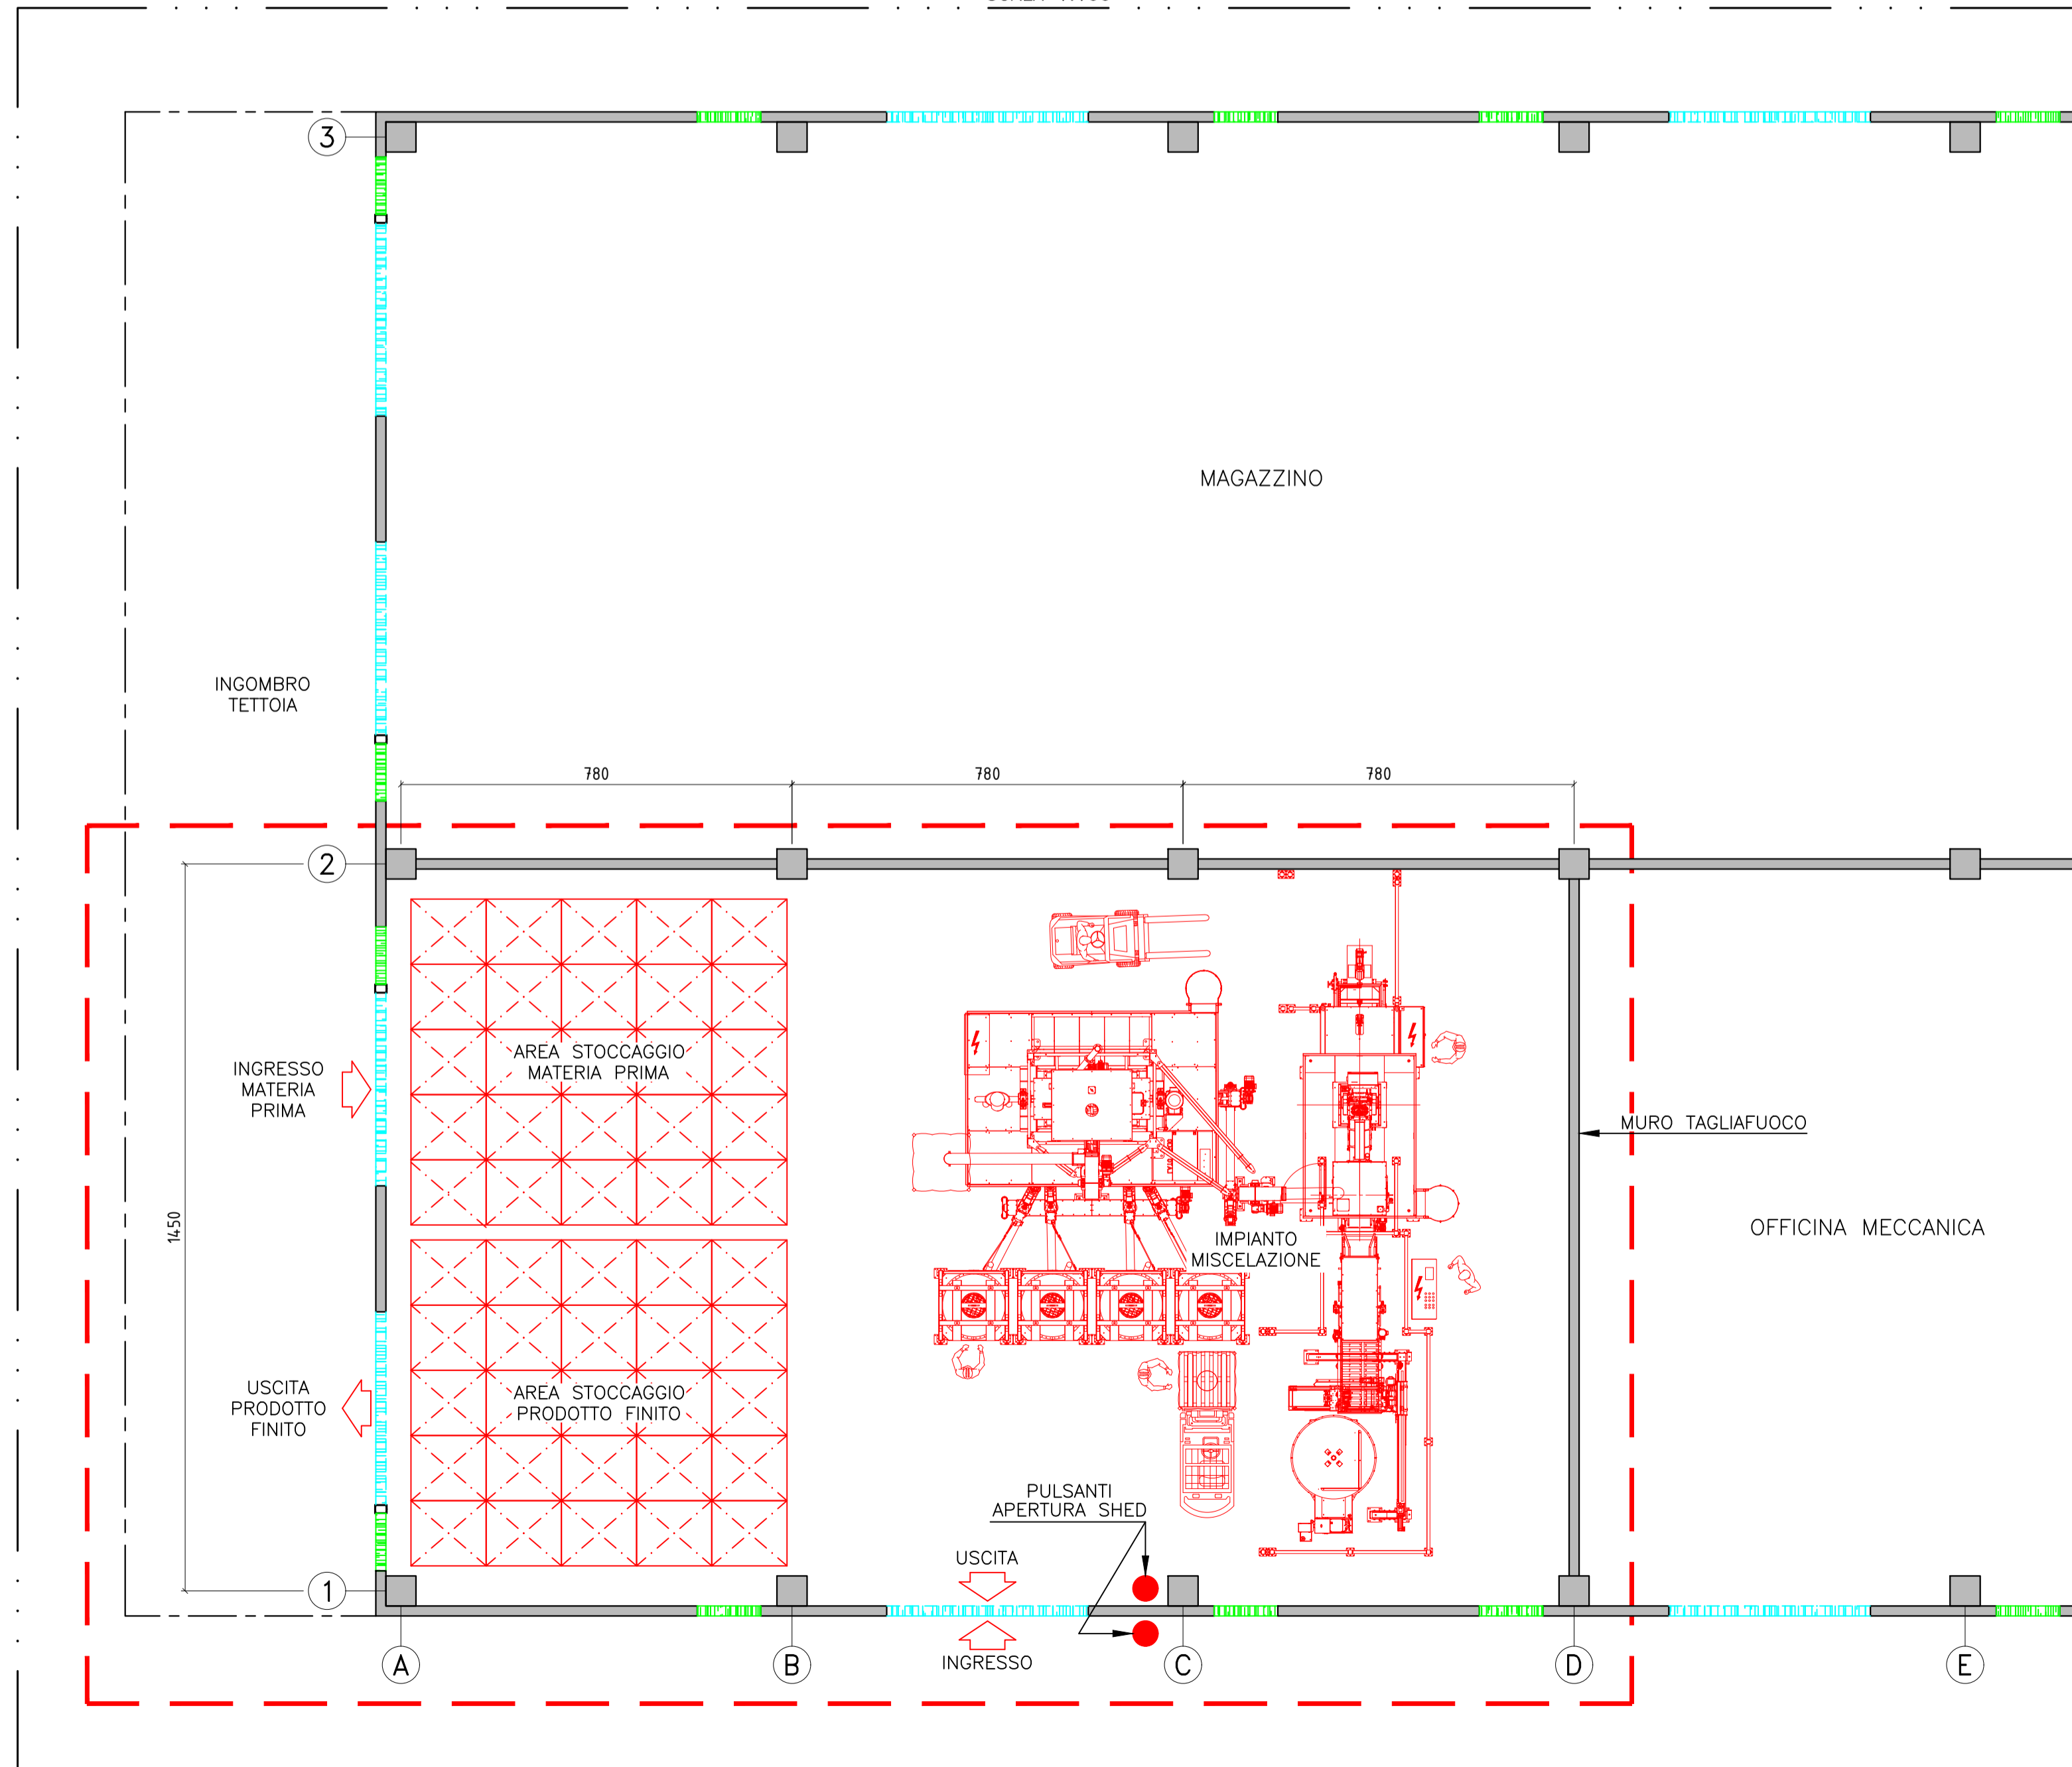 3
MAGAZZINO
INGOMBRO
TETTOIA
780
780
780
2
1450
INGRESSO
MATERIA
PRIMA
AREA STOCCAGGIO
MATERIA PRIMA
MURO TAGLIAFUOCO
OFFICINA MECCANICA
IMPIANTO
MISCELAZIONE
USCITA
PRODOTTO
FINITO
AREA STOCCAGGIO
PRODOTTO FINITO
PULSANTI
APERTURA SHED
USCITA
1
INGRESSO
A
B
C
D
E